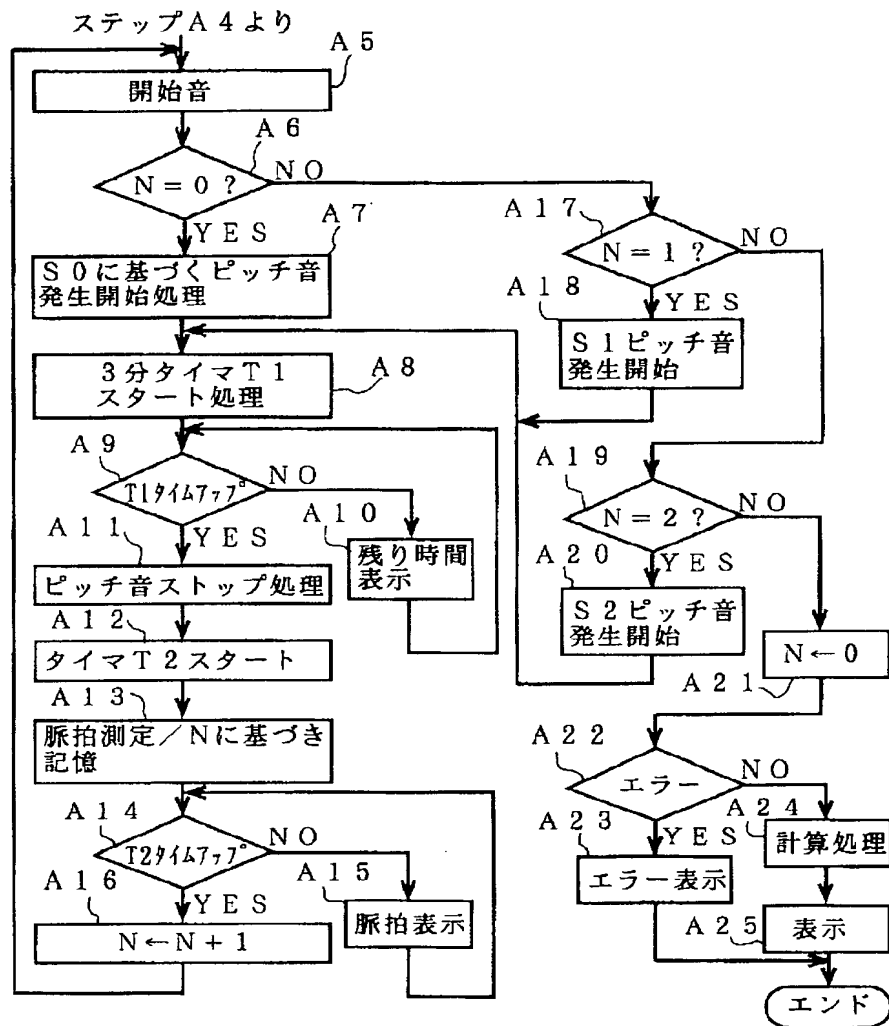 ステップA4より
A5
開始音
A6
N=0?
NO
YES
A7
S0に基づくピッチ音
発生開始処理
3分タイマT1
スタート処理
A8
A9
T1タイムアップ
NO
YES
A10
残り時間
表示
A11
ピッチ音ストップ処理
A12
タイマT2スタート
A13
脈拍測定/Nに基づき
記憶
A14
T2タイムアップ
NO
YES
A15
脈拍表示
A16
N←N+1
A17
N=1?
NO
YES
A18
S1ピッチ音
発生開始
A19
N=2?
NO
YES
A20
S2ピッチ音
発生開始
N←0
A21
A22
エラー
NO
YES
A23
エラー表示
A24
計算処理
A25
表示
エンド